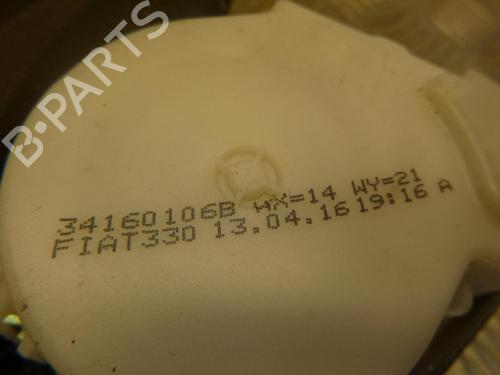 B-PARTS
34160106B WX=14 WY=21
FIAT330 13.04.16 19:16 A